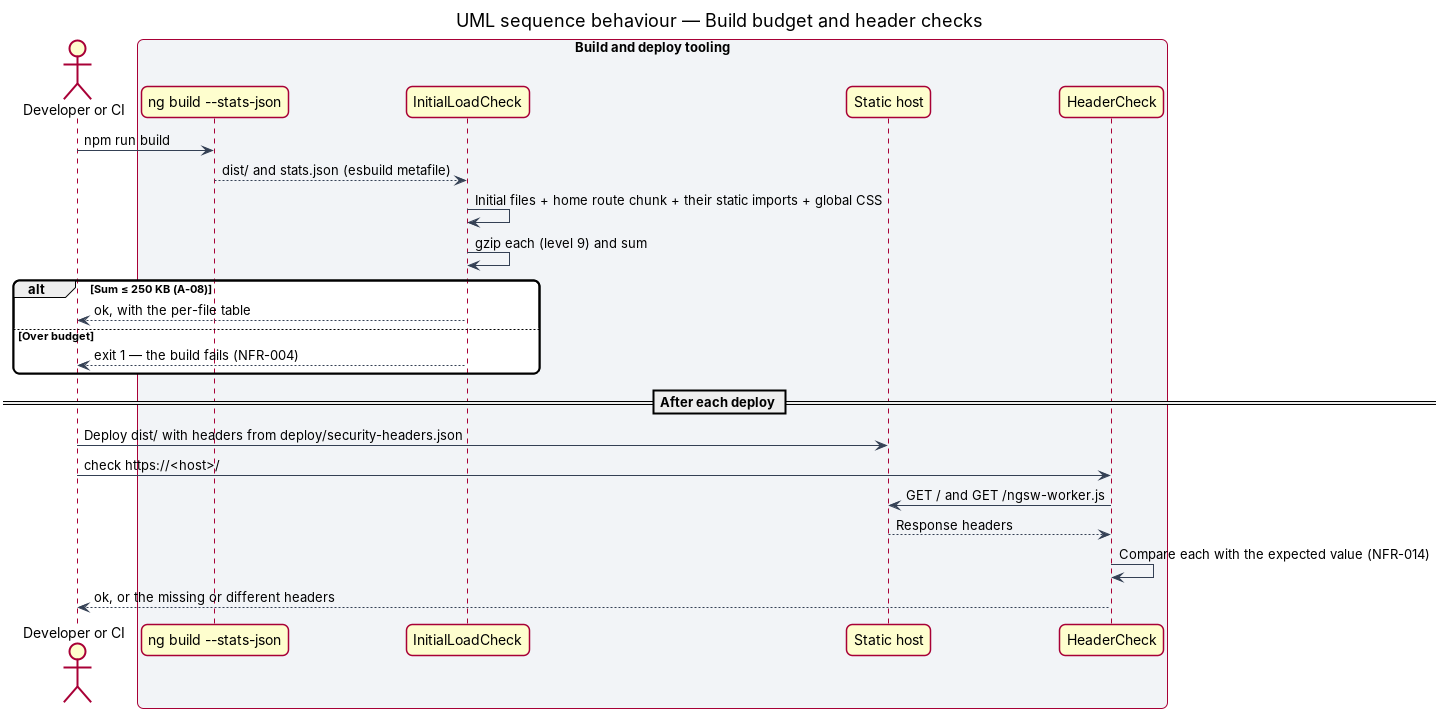 UML sequence behaviour — Build budget and header checks
Build and deploy tooling
Developer or CI
ng build --stats-json
InitialLoadCheck
Static host
HeaderCheck
npm run build
dist/ and stats.json (esbuild metafile)
Initial files + home route chunk + their static imports + global CSS
gzip each (level 9) and sum
alt
[Sum ≤ 250 KB (A-08)]
ok, with the per-file table
[Over budget]
exit 1 — the build fails (NFR-004)
After each deploy
Deploy dist/ with headers from deploy/security-headers.json
check https://<host>/
GET / and GET /ngsw-worker.js
Response headers
Compare each with the expected value (NFR-014)
ok, or the missing or different headers
Developer or CI
ng build --stats-json
InitialLoadCheck
Static host
HeaderCheck